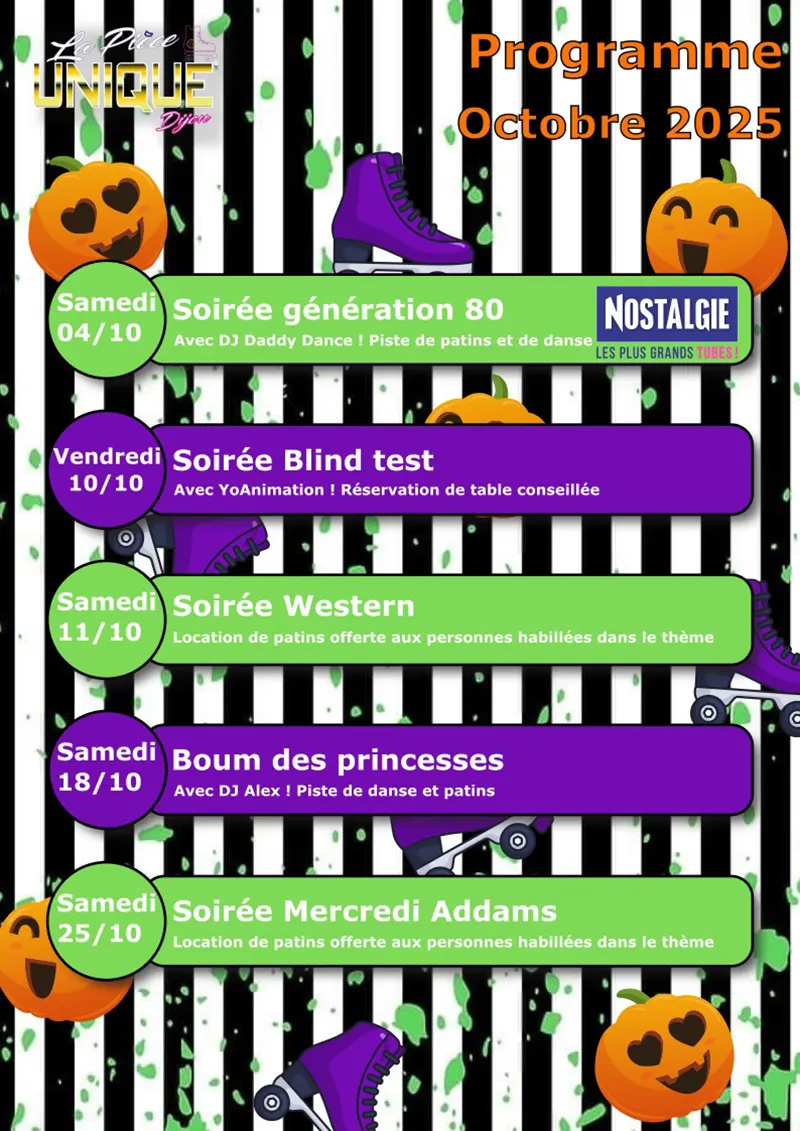 La Pièce
UNIQUE
Dijon
Programme
Octobre 2025
Samedi
04/10
Soirée génération 80
Avec DJ Daddy Dance ! Piste de patins et de danse
NOSTALGIE
LES PLUS GRANDS TUBES !
Vendredi
10/10
Soirée Blind test
Avec YoAnimation ! Réservation de table conseillée
Samedi
11/10
Soirée Western
Location de patins offerte aux personnes habillées dans le thème
Samedi
18/10
Boum des princesses
Avec DJ Alex ! Piste de danse et patins
Samedi
25/10
Soirée Mercredi Addams
Location de patins offerte aux personnes habillées dans le thème